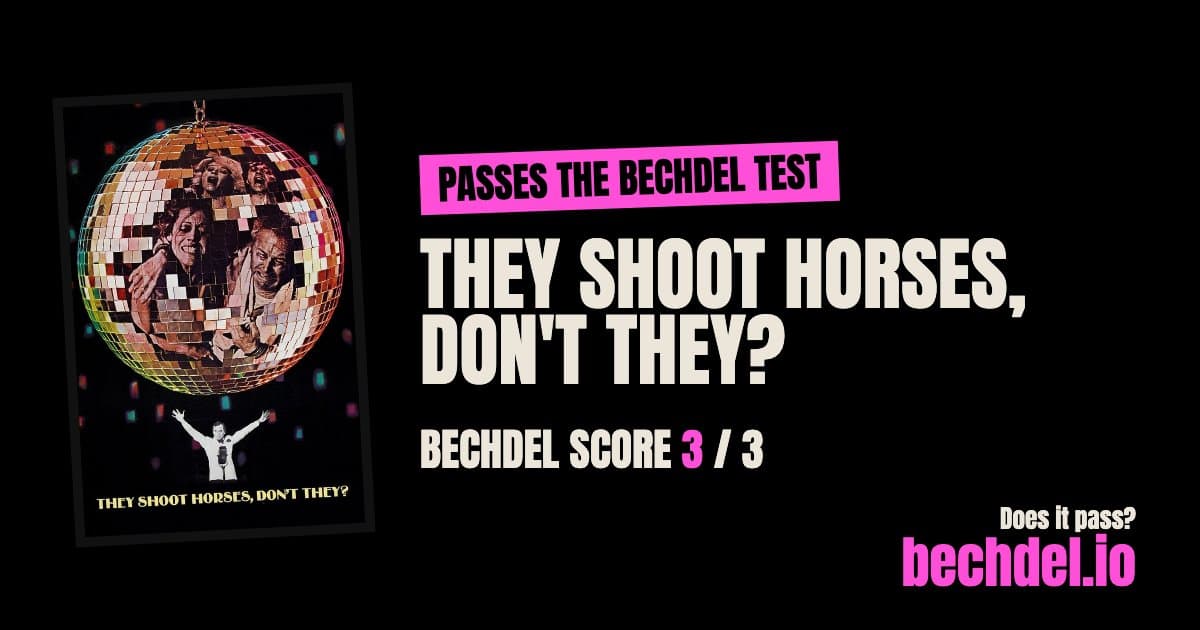 PASSES THE BECHDEL TEST
THEY SHOOT HORSES,
DON'T THEY?
BECHDEL SCORE 3 / 3
THEY SHOOT HORSES, DON'T THEY?
Does it pass?
bechdel.io